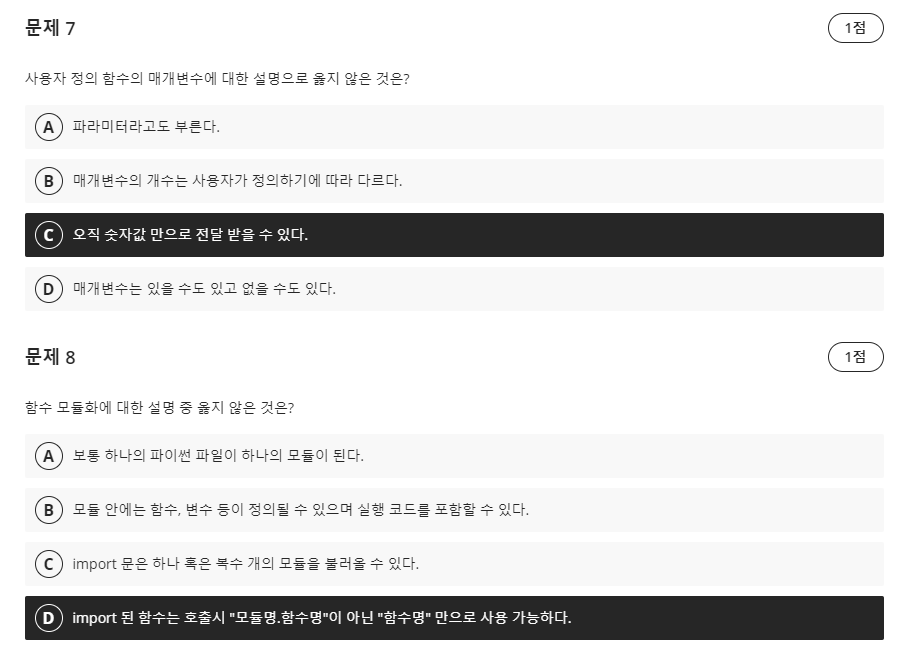 문제 7
1점
사용자 정의 함수의 매개변수에 대한 설명으로 옳지 않은 것은?
A 파라미터라고도 부른다.
B 매개변수의 개수는 사용자가 정의하기에 따라 다르다.
C 오직 숫자값 만으로 전달 받을 수 있다.
D 매개변수는 있을 수도 있고 없을 수도 있다.
문제 8
1점
함수 모듈화에 대한 설명 중 옳지 않은 것은?
A 보통 하나의 파이썬 파일이 하나의 모듈이 된다.
B 모듈 안에는 함수, 변수 등이 정의될 수 있으며 실행 코드를 포함할 수 있다.
C import 문은 하나 혹은 복수 개의 모듈을 불러올 수 있다.
D import 된 함수는 호출시 "모듈명.함수명"이 아닌 "함수명" 만으로 사용 가능하다.